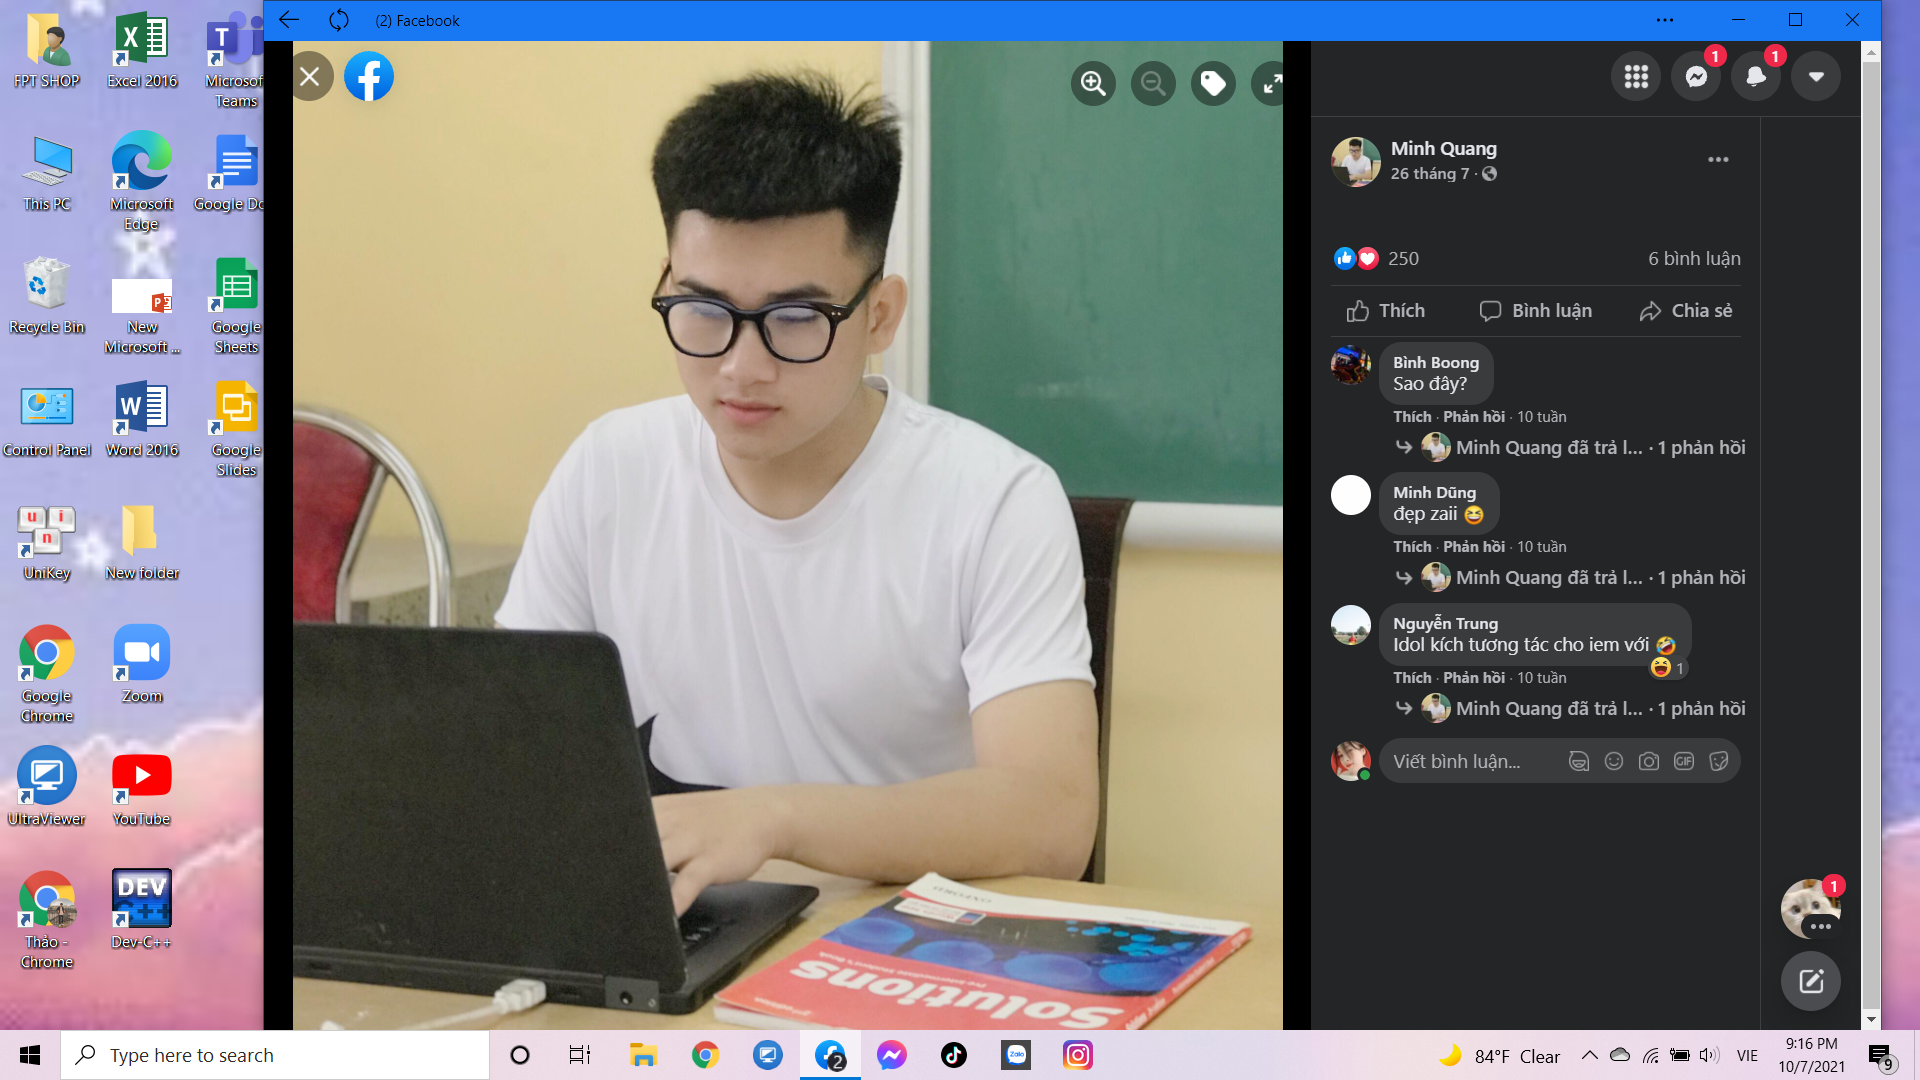 (2) Facebook
FPT SHOP
Excel 2016
Microsof
Teams
This PC
Microsoft
Edge
Google Do
Recycle Bin
New
Microsoft ...
Google
Sheets
Control Panel
Word 2016
Google
Slides
UniKey
New folder
Google
Chrome
Zoom
UltraViewer
YouTube
Thảo -
Chrome
DEV
C++
Dev-C++
OXFORD
Solutions
Minh Quang
26 tháng 7 ·
250
6 bình luận
Thích
Bình luận
Chia sẻ
Bình Boong
Sao đây?
Thích · Phản hồi · 10 tuần
Minh Quang đã trả l... · 1 phản hồi
Minh Dũng
đẹp zaii 😆
Thích · Phản hồi · 10 tuần
Minh Quang đã trả l... · 1 phản hồi
Nguyễn Trung
Idol kích tương tác cho iem với 🤣
1
Thích · Phản hồi · 10 tuần
Minh Quang đã trả l... · 1 phản hồi
Viết bình luận...
GIF
1
1
1
Type here to search
2
Zalo
84°F Clear
VIE
9:16 PM
10/7/2021
9